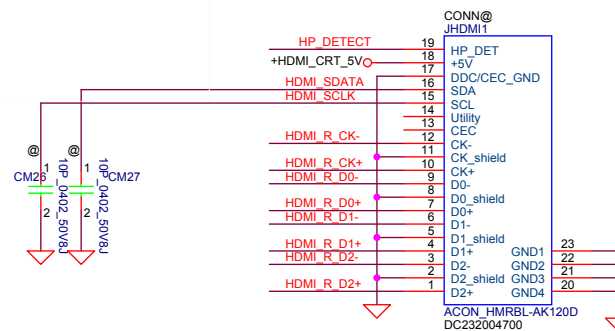 CONN@
JHDMI1
HP_DETECT 19 HP_DET
+HDMI_CRT_5V 18 +5V
17 DDC/CEC_GND
HDMI_SDATA 16 SDA
HDMI_SCLK 15 SCL
14 Utility
13 CEC
HDMI_R_CK- 12 CK-
11 CK_shield
HDMI_R_CK+ 10 CK+
HDMI_R_D0- 9 D0-
8 D0_shield
HDMI_R_D0+ 7 D0+
HDMI_R_D1- 6 D1-
5 D1_shield
HDMI_R_D1+ 4 D1+ GND1 23
HDMI_R_D2- 3 D2- GND2 22
2 D2_shield GND3 21
HDMI_R_D2+ 1 D2+ GND4 20
ACON_HMRBL-AK120D
DC232004700
@
1
CM26
2
10P_0402_50V8J
@
1
CM27
2
10P_0402_50V8J